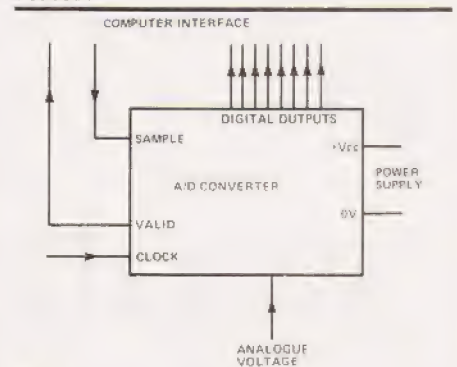 COMPUTER INTERFACE
DIGITAL OUTPUTS
SAMPLE
+Vcc
A/D CONVERTER
POWER
SUPPLY
0V
VALID
CLOCK
ANALOGUE
VOLTAGE